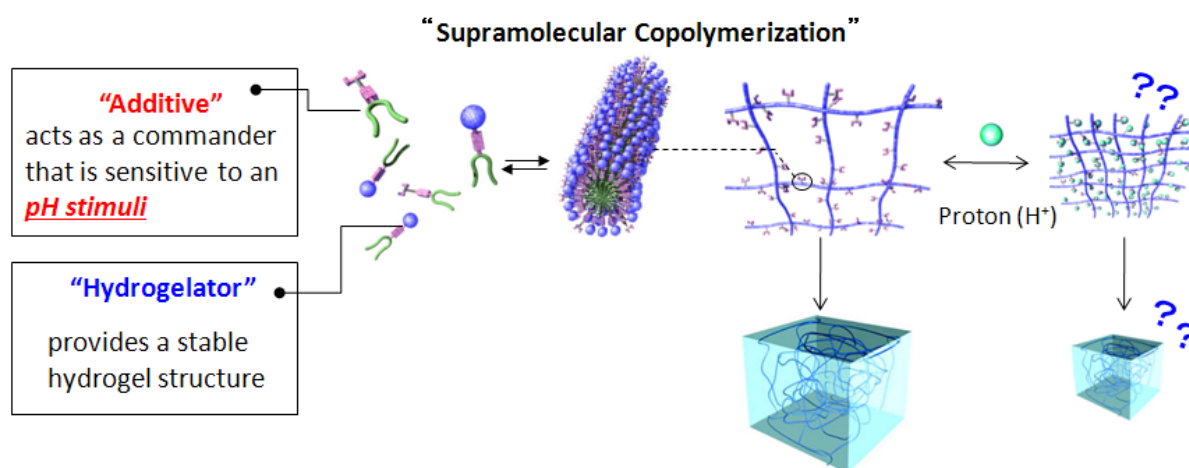 “Supramolecular Copolymerization”
“Additive”
acts as a commander
that is sensitive to an
pH stimuli
“Hydrogelator”
provides a stable
hydrogel structure
Proton (H+)
??
??